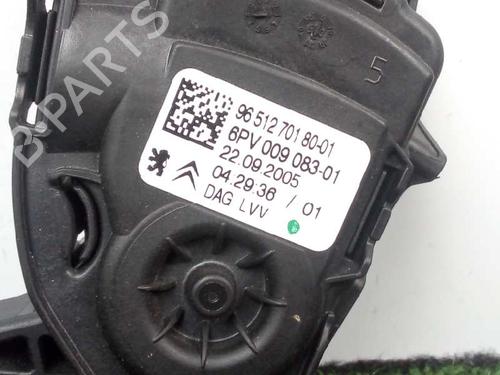 B-PARTS
5
96 512 701 80-01
6PV 009 083-01
22.09.2005
04.29:36 / 01
DAG LVV